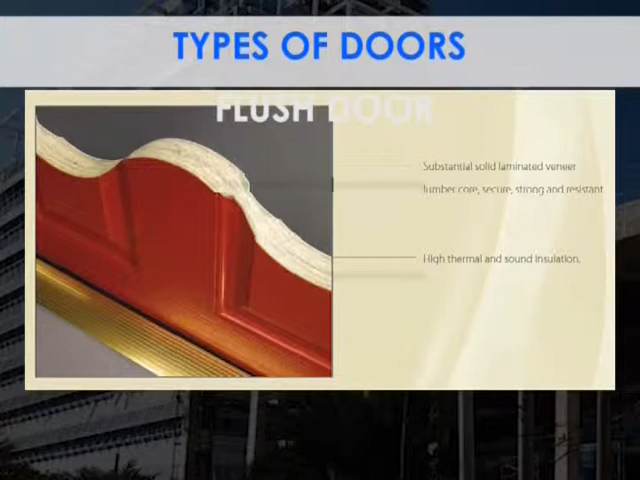 TYPES OF DOORS
FLUSH DOOR
Substantial solid laminated veneer
lumber core, secure, strong and resistant
High thermal and sound insulation.